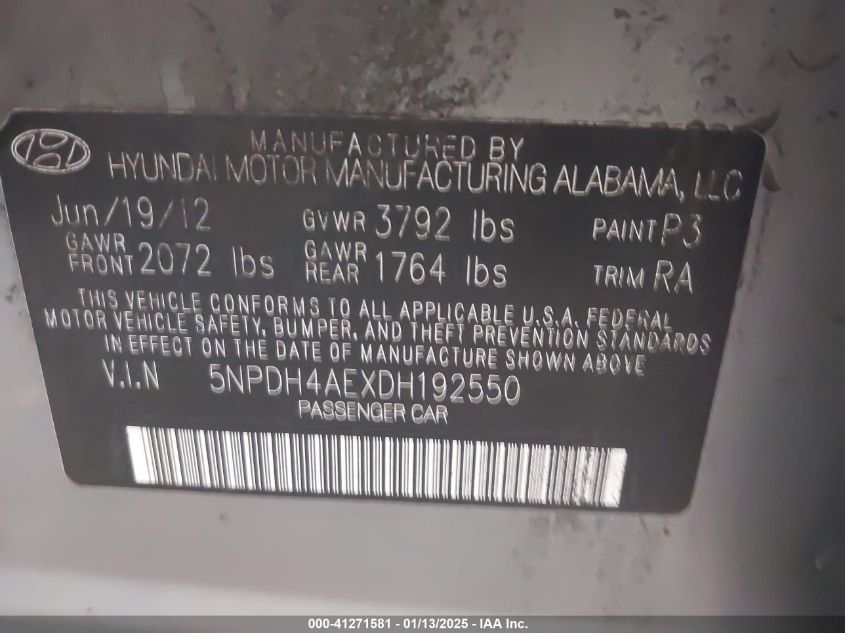 MANUFACTURED BY
HYUNDAI MOTOR MANUFACTURING ALABAMA, LLC
Jun/19/12 GVWR 3792 lbs PAINT P3
GAWR FRONT 2072 lbs GAWR REAR 1764 lbs TRIM RA
THIS VEHICLE CONFORMS TO ALL APPLICABLE U.S.A. FEDERAL
MOTOR VEHICLE SAFETY, BUMPER, AND THEFT PREVENTION STANDARDS
IN EFFECT ON THE DATE OF MANUFACTURE SHOWN ABOVE
V.I.N 5NPDH4AEXDH192550
PASSENGER CAR
000-41271581 - 01/13/2025 - IAA Inc.